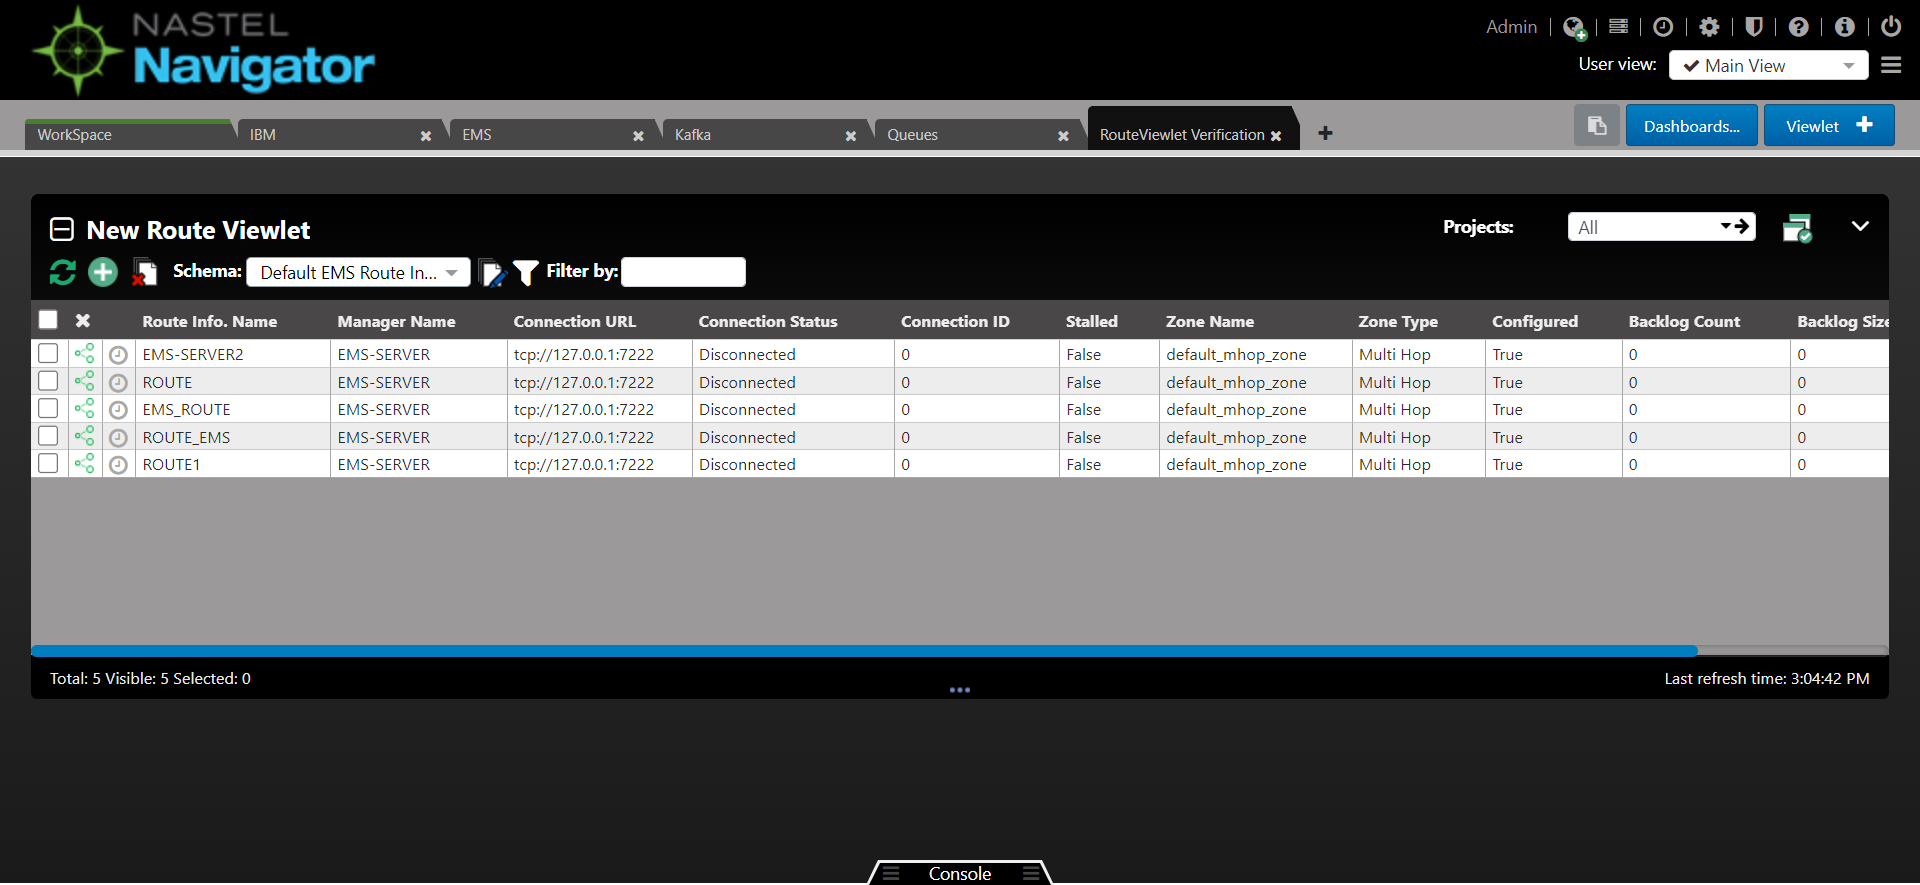 NASTEL
Navigator
Admin
User view: Main View
WorkSpace IBM EMS Kafka Queues RouteViewlet Verification
Dashboards... Viewlet
New Route Viewlet
Projects: All
Schema: Default EMS Route In... Filter by:
Route Info. Name Manager Name Connection URL Connection Status Connection ID Stalled Zone Name Zone Type Configured Backlog Count Backlog Size
EMS-SERVER2 EMS-SERVER tcp://127.0.0.1:7222 Disconnected 0 False default_mhop_zone Multi Hop True 0 0
ROUTE EMS-SERVER tcp://127.0.0.1:7222 Disconnected 0 False default_mhop_zone Multi Hop True 0 0
EMS_ROUTE EMS-SERVER tcp://127.0.0.1:7222 Disconnected 0 False default_mhop_zone Multi Hop True 0 0
ROUTE_EMS EMS-SERVER tcp://127.0.0.1:7222 Disconnected 0 False default_mhop_zone Multi Hop True 0 0
ROUTE1 EMS-SERVER tcp://127.0.0.1:7222 Disconnected 0 False default_mhop_zone Multi Hop True 0 0
Total: 5 Visible: 5 Selected: 0
Last refresh time: 3:04:42 PM
Console